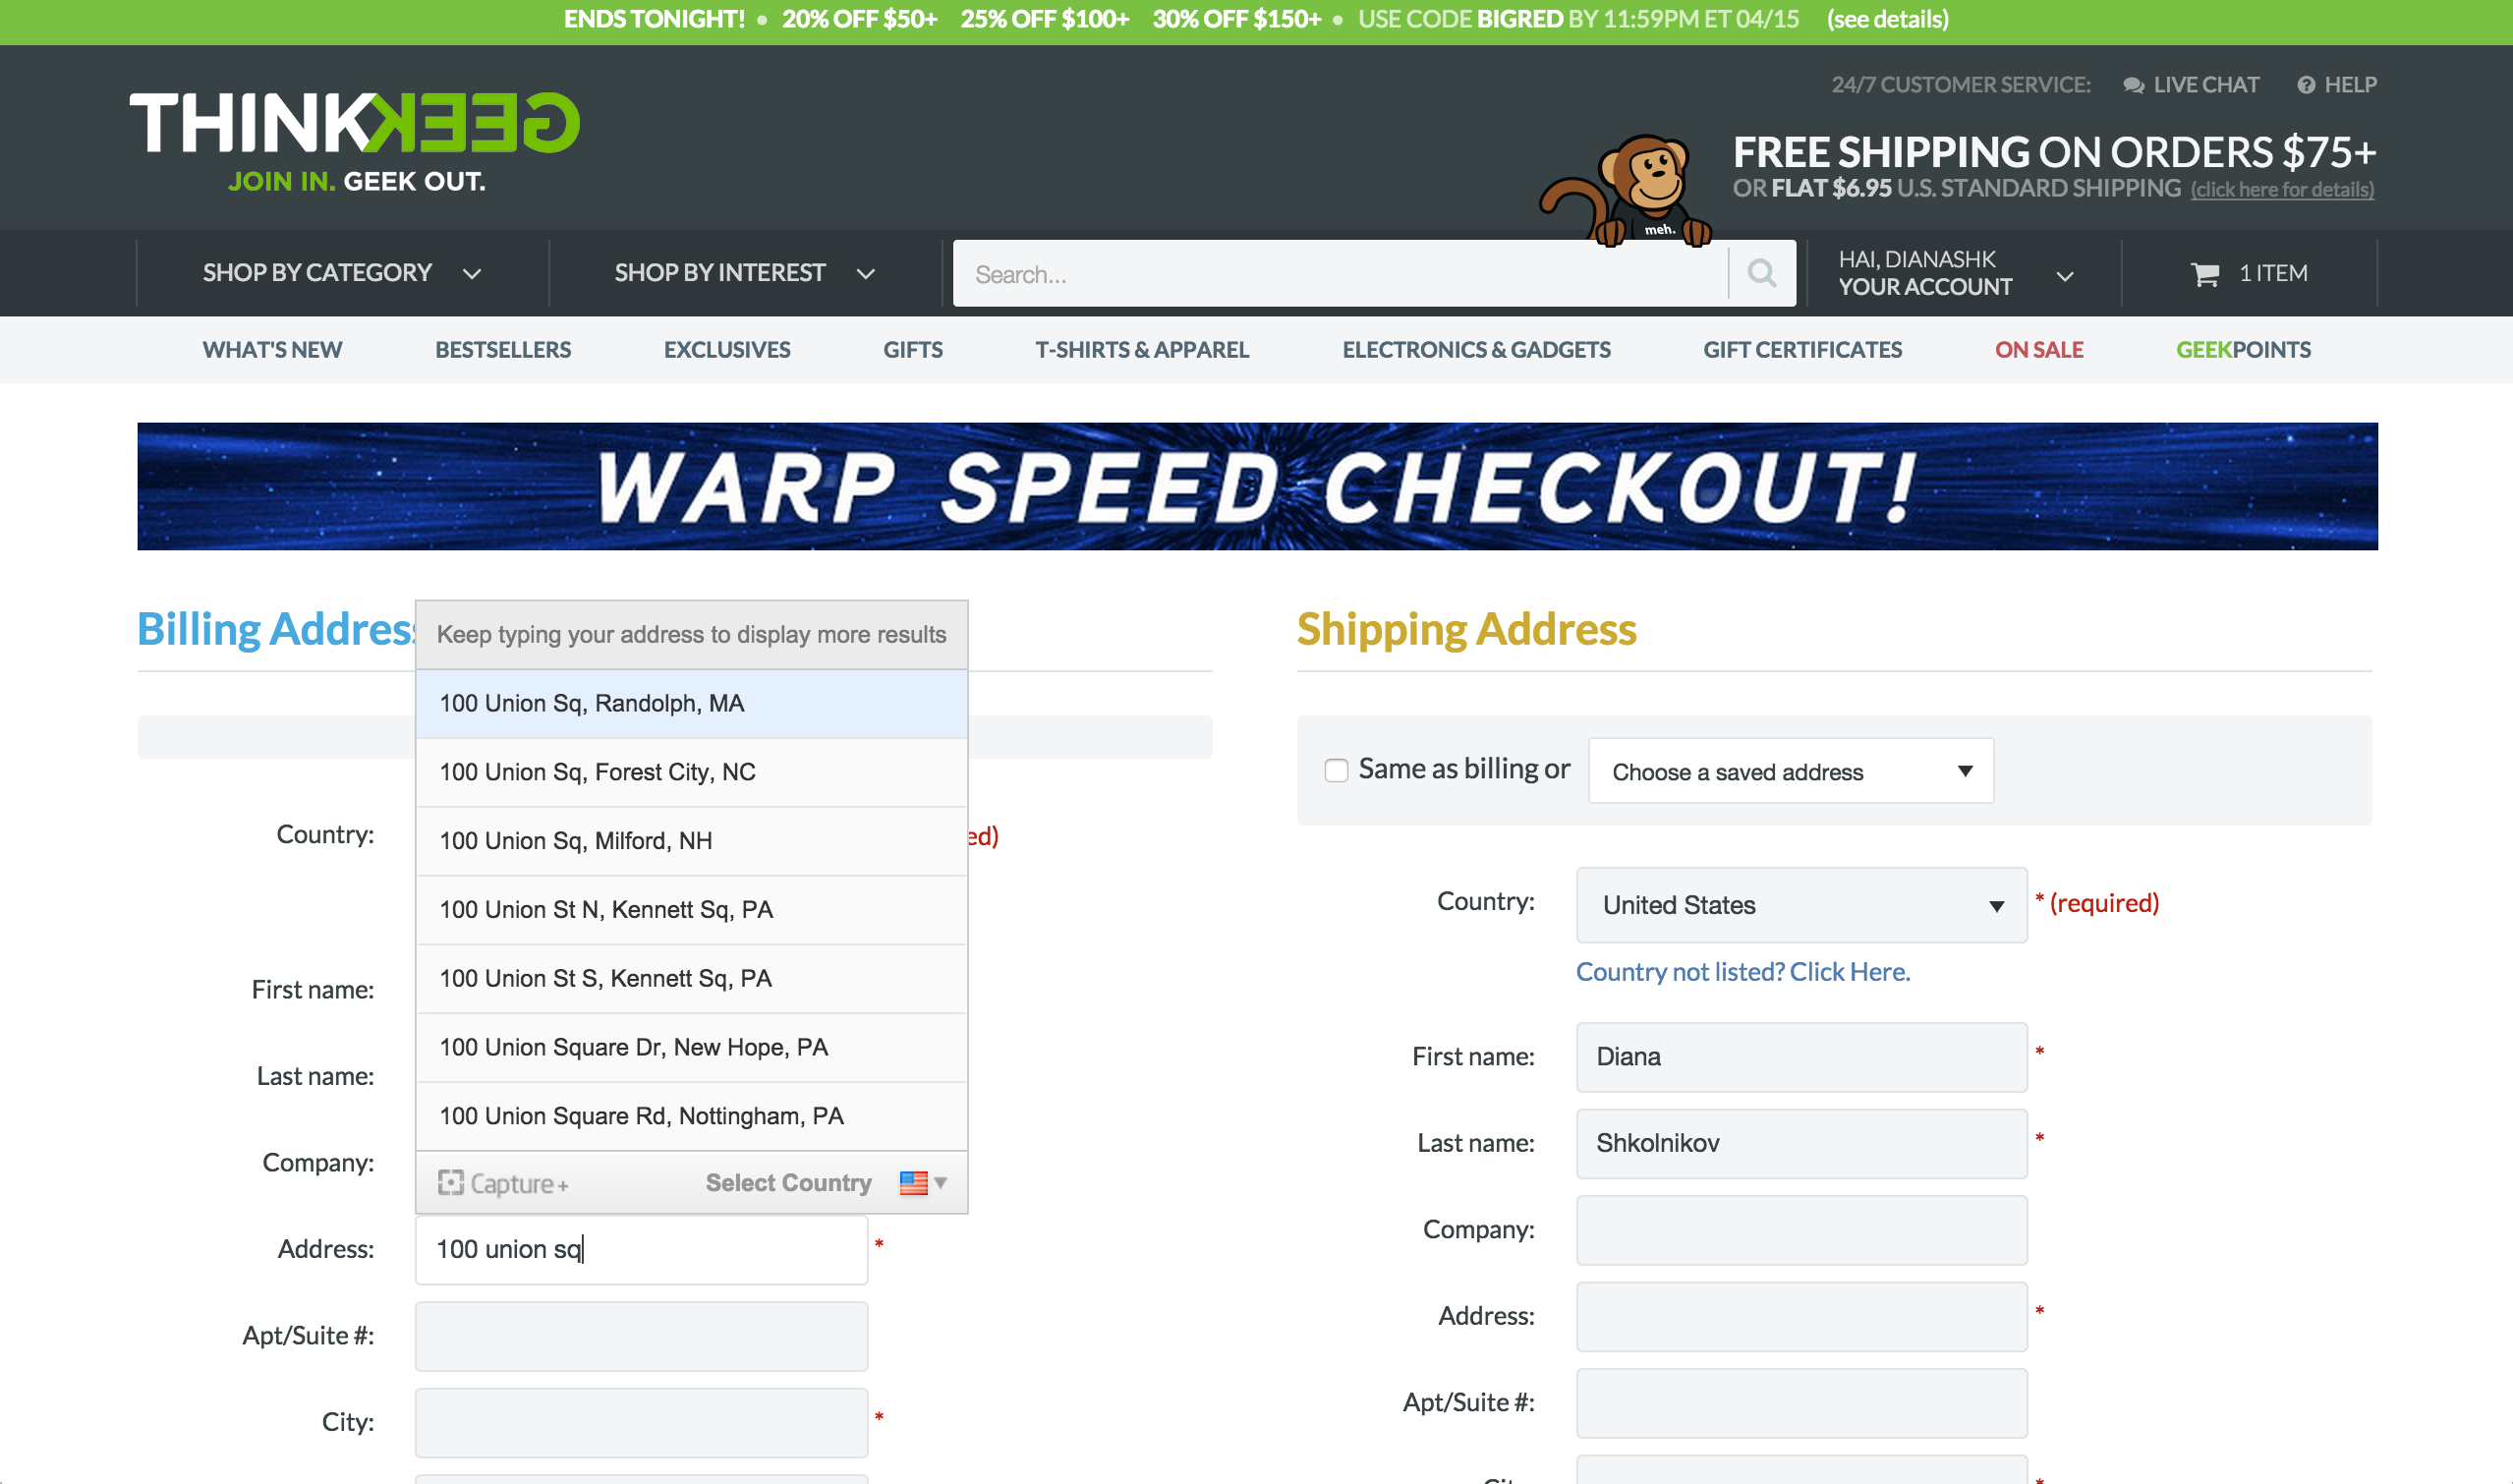 ENDS TONIGHT! • 20% OFF $50+ 25% OFF $100+ 30% OFF $150+ • USE CODE BIGRED BY 11:59PM ET 04/15 (see details)
24/7 CUSTOMER SERVICE: LIVE CHAT HELP
THINKGEEK
JOIN IN. GEEK OUT.
FREE SHIPPING ON ORDERS $75+
OR FLAT $6.95 U.S. STANDARD SHIPPING (click here for details)
meh.
SHOP BY CATEGORY
SHOP BY INTEREST
Search...
HAI, DIANASHK
YOUR ACCOUNT
1 ITEM
WHAT'S NEW BESTSELLERS EXCLUSIVES GIFTS T-SHIRTS & APPAREL ELECTRONICS & GADGETS GIFT CERTIFICATES ON SALE GEEKPOINTS
WARP SPEED CHECKOUT!
Billing Address
Keep typing your address to display more results
100 Union Sq, Randolph, MA
100 Union Sq, Forest City, NC
100 Union Sq, Milford, NH
100 Union St N, Kennett Sq, PA
100 Union St S, Kennett Sq, PA
100 Union Square Dr, New Hope, PA
100 Union Square Rd, Nottingham, PA
Capture+ Select Country
Country: ed)
First name:
Last name:
Company:
Address: 100 union sq *
Apt/Suite #:
City: *
Shipping Address
Same as billing or Choose a saved address
Country: United States * (required)
Country not listed? Click Here.
First name: Diana *
Last name: Shkolnikov *
Company:
Address: *
Apt/Suite #: